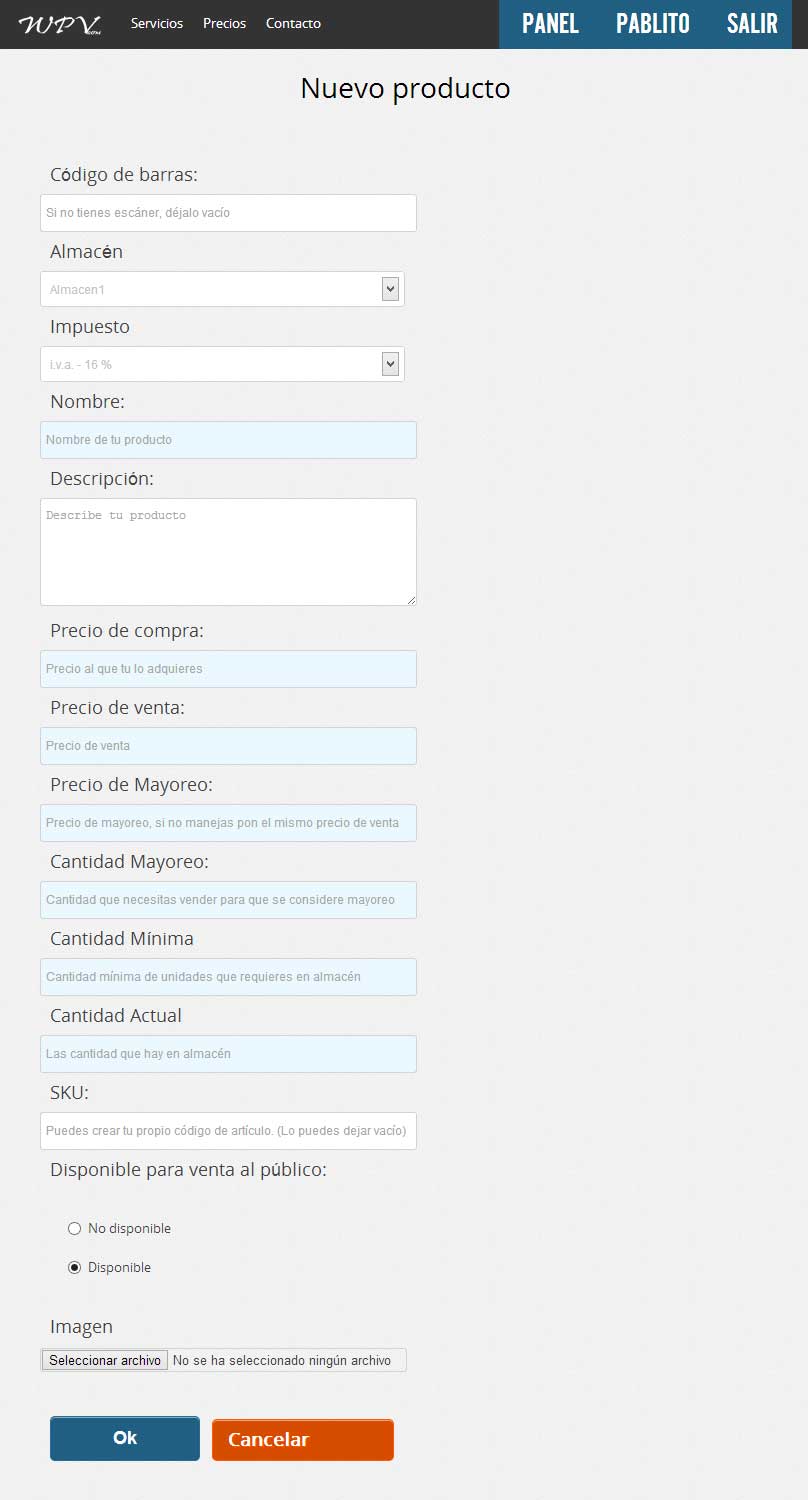 WPV.com Servicios Precios Contacto PANEL PABLITO SALIR
Nuevo producto
Código de barras:
Si no tienes escáner, déjalo vacío
Almacén
Almacen1
Impuesto
i.v.a. - 16 %
Nombre:
Nombre de tu producto
Descripción:
Describe tu producto
Precio de compra:
Precio al que tu lo adquieres
Precio de venta:
Precio de venta
Precio de Mayoreo:
Precio de mayoreo, si no manejas pon el mismo precio de venta
Cantidad Mayoreo:
Cantidad que necesitas vender para que se considere mayoreo
Cantidad Mínima
Cantidad mínima de unidades que requieres en almacén
Cantidad Actual
Las cantidad que hay en almacén
SKU:
Puedes crear tu propio código de artículo. (Lo puedes dejar vacío)
Disponible para venta al público:
No disponible
Disponible
Imagen
Seleccionar archivo No se ha seleccionado ningún archivo
Ok Cancelar